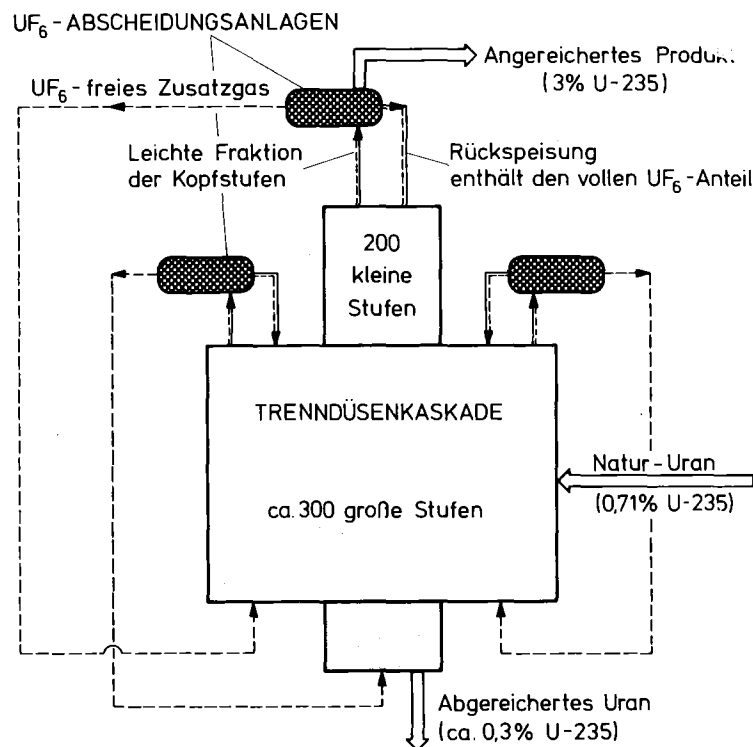 UF₆-ABSCHEIDUNGSANLAGEN
Angereichertes Produkt
(3% U-235)
UF₆-freies Zusatzgas
Leichte Fraktion
der Kopfstufen
Rückspeisung
enthält den vollen UF₆-Anteil
200
kleine
Stufen
TRENNDÜSENKASKADE
Natur-Uran
(0,71% U-235)
ca. 300 große Stufen
Abgereichertes Uran
(ca. 0,3% U-235)